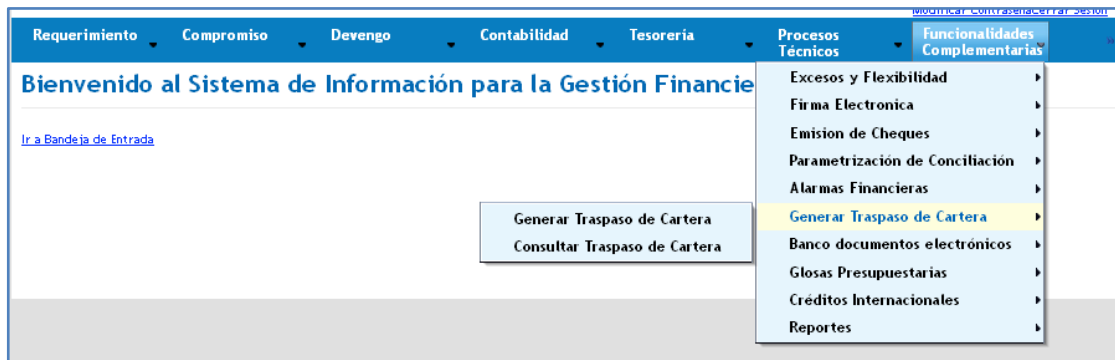 Modificar Contraseña Cerrar Sesión
Requerimiento Compromiso Devengo Contabilidad Tesorería Procesos Técnicos Funcionalidades Complementarias
Bienvenido al Sistema de Información para la Gestión Financie
Ir a Bandeja de Entrada
Excesos y Flexibilidad
Firma Electronica
Emision de Cheques
Parametrización de Conciliación
Alarmas Financieras
Generar Traspaso de Cartera
Banco documentos electrónicos
Glosas Presupuestarias
Créditos Internacionales
Reportes
Generar Traspaso de Cartera
Consultar Traspaso de Cartera